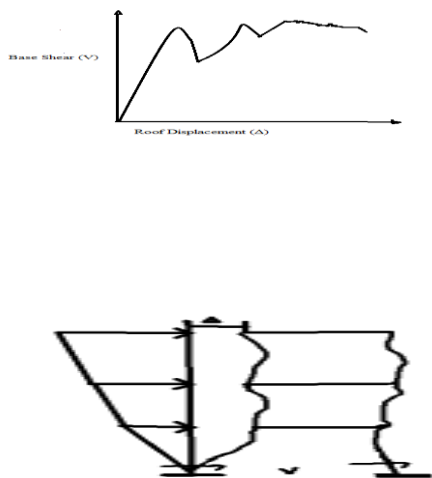 Base Shear (V)
Roof Displacement (Δ)
Δ
v